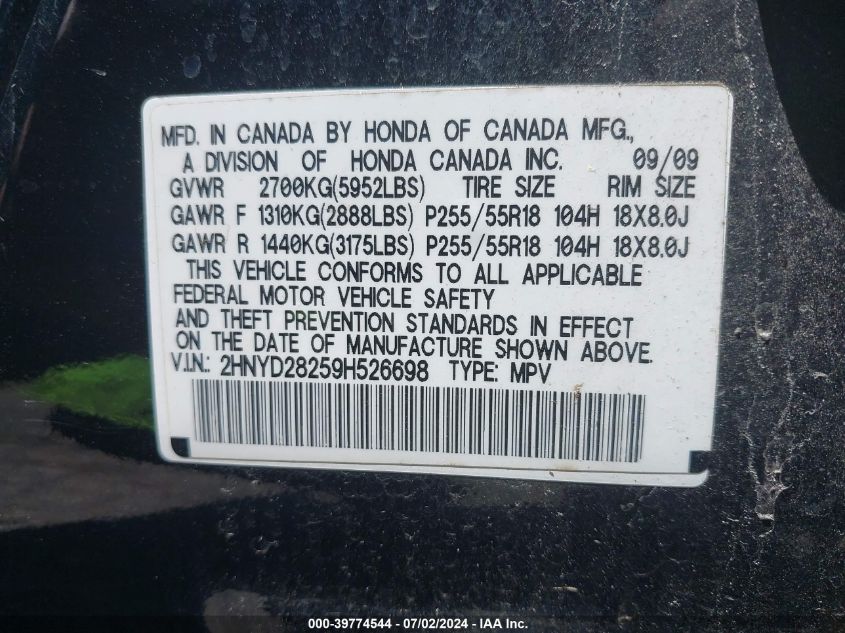 MFD. IN CANADA BY HONDA OF CANADA MFG.,
A DIVISION OF HONDA CANADA INC. 09/09
GVWR 2700KG(5952LBS) TIRE SIZE RIM SIZE
GAWR F 1310KG(2888LBS) P255/55R18 104H 18X8.0J
GAWR R 1440KG(3175LBS) P255/55R18 104H 18X8.0J
THIS VEHICLE CONFORMS TO ALL APPLICABLE
FEDERAL MOTOR VEHICLE SAFETY
AND THEFT PREVENTION STANDARDS IN EFFECT
ON THE DATE OF MANUFACTURE SHOWN ABOVE.
V.I.N.: 2HNYD28259H526698 TYPE: MPV
000-39774544 - 07/02/2024 - IAA Inc.